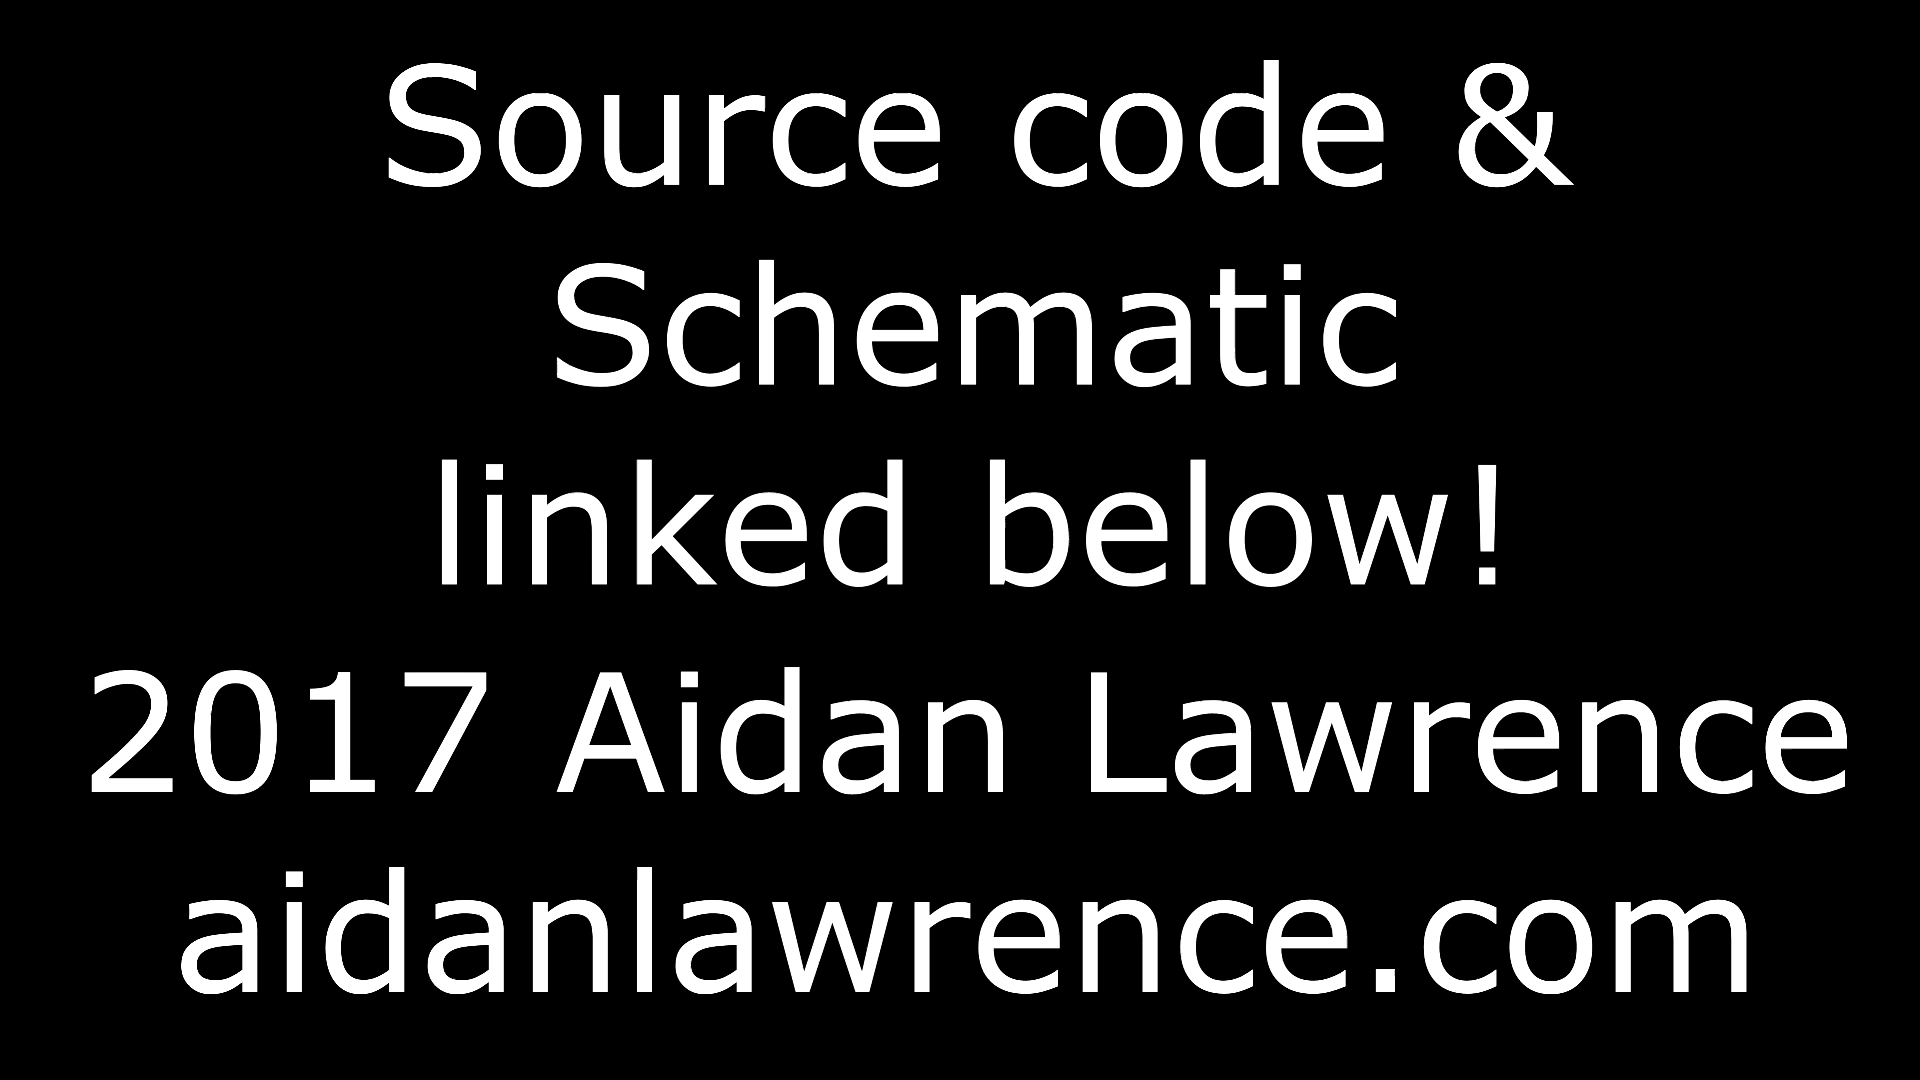 Source code &
Schematic
linked below!
2017 Aidan Lawrence
aidanlawrence.com